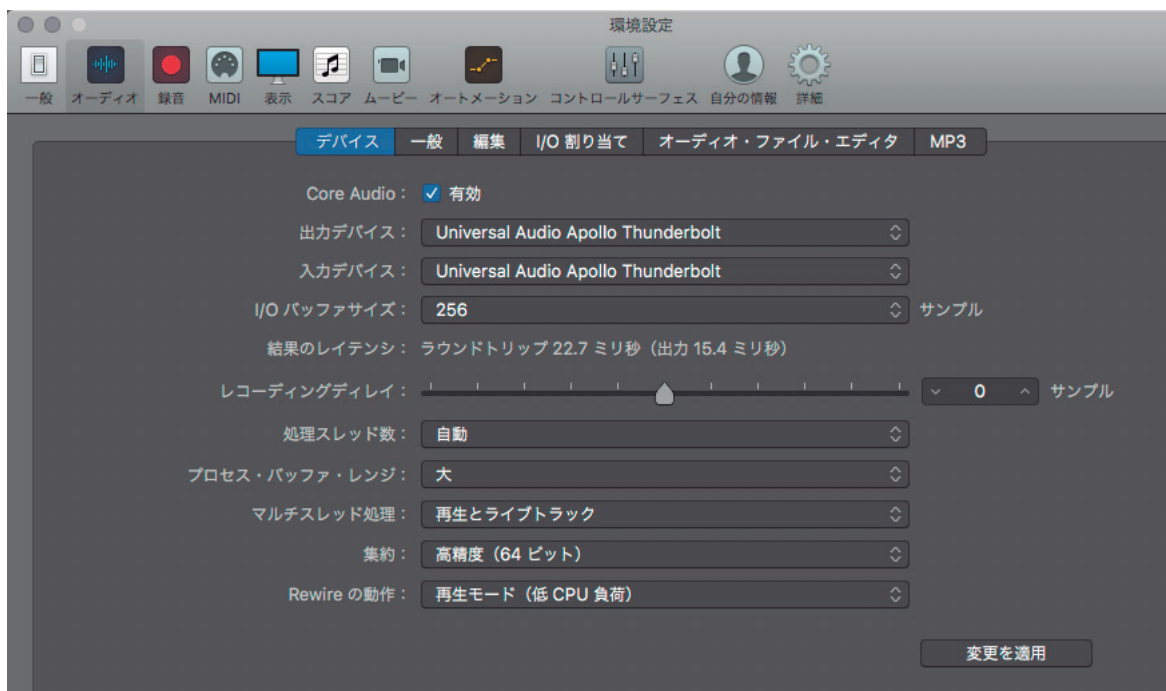 環境設定
一般 オーディオ 録音 MIDI 表示 スコア ムービー オートメーション コントロールサーフェス 自分の情報 詳細
デバイス 一般 編集 I/O 割り当て オーディオ・ファイル・エディタ MP3
Core Audio： 有効
出力デバイス： Universal Audio Apollo Thunderbolt
入力デバイス： Universal Audio Apollo Thunderbolt
I/O バッファサイズ： 256 サンプル
結果のレイテンシ： ラウンドトリップ 22.7 ミリ秒（出力 15.4 ミリ秒）
レコーディングディレイ： 0 サンプル
処理スレッド数： 自動
プロセス・バッファ・レンジ： 大
マルチスレッド処理： 再生とライブトラック
集約： 高精度（64 ビット）
Rewire の動作： 再生モード（低 CPU 負荷）
変更を適用